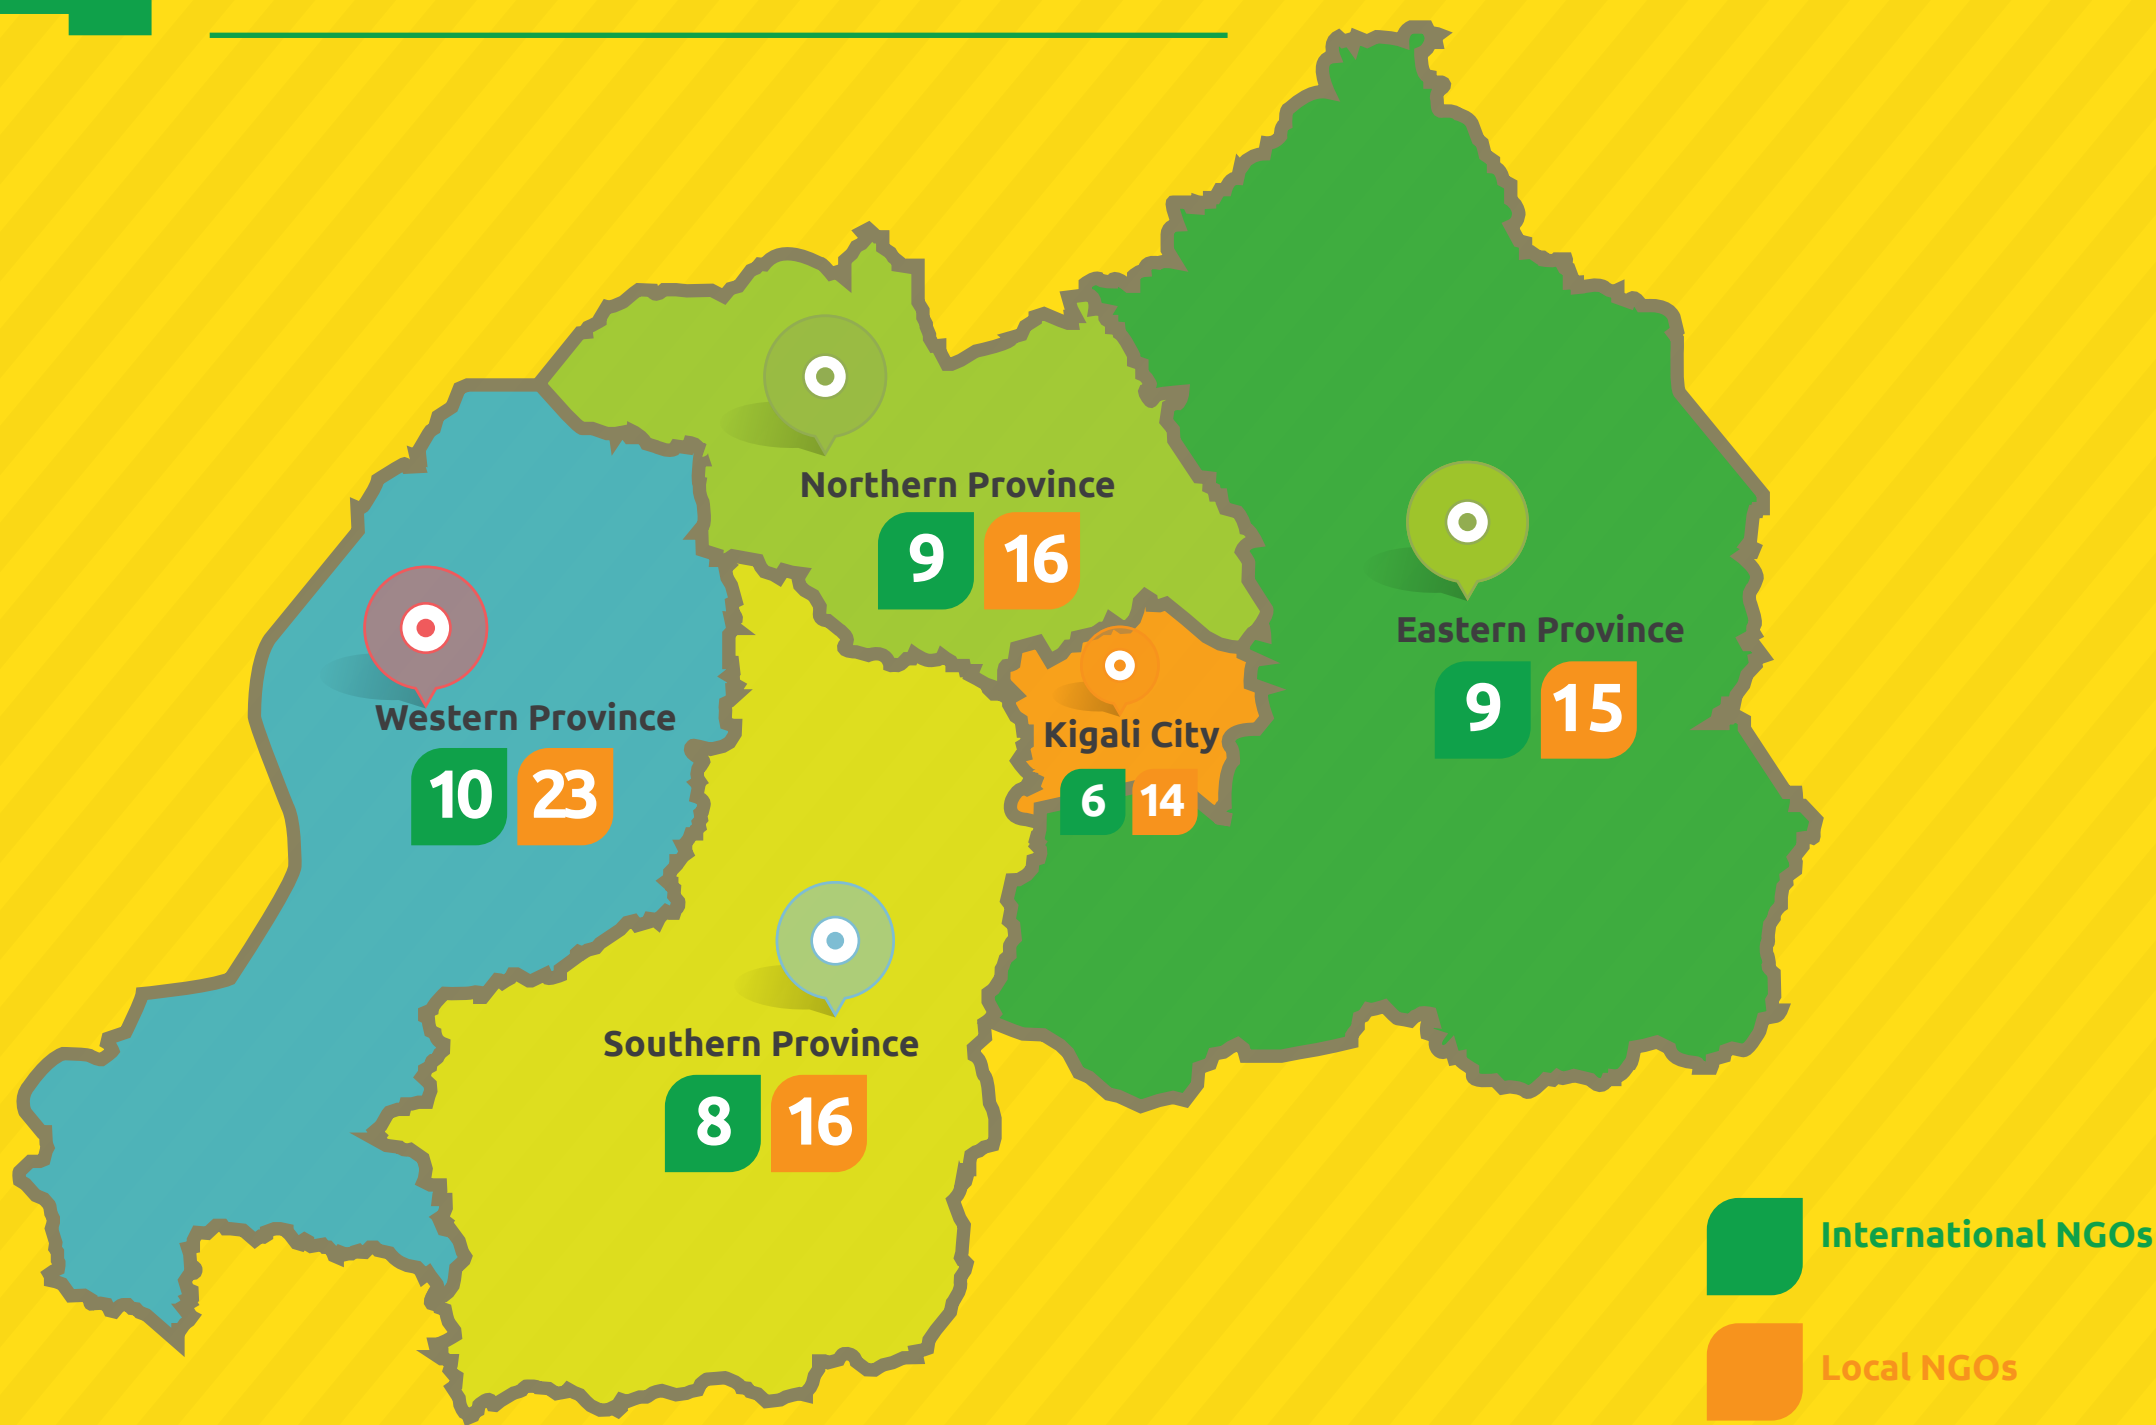 Northern Province
9 16
Eastern Province
9 15
Western Province
10 23
Kigali City
6 14
Southern Province
8 16
International NGOs
Local NGOs